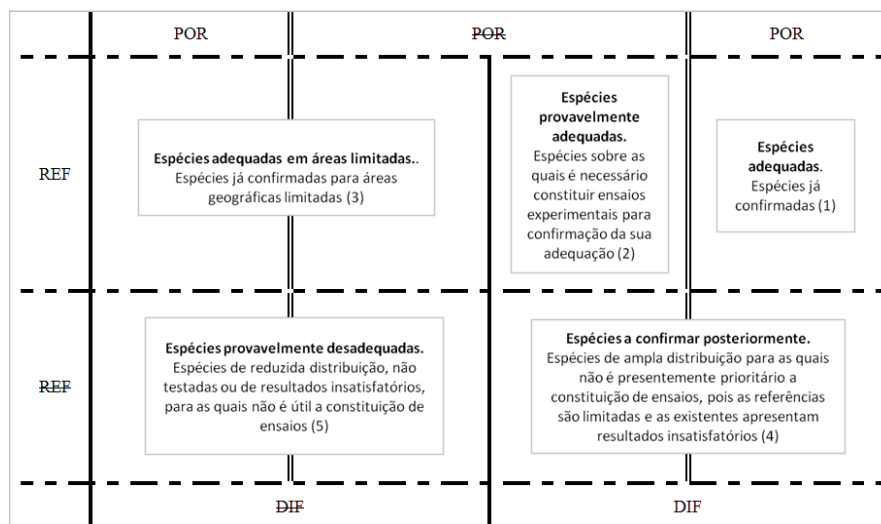 POR POR POR
REF
Espécies adequadas em áreas limitadas..
Espécies já confirmadas para áreas
geográficas limitadas (3)
Espécies
provavelmente
adequadas.
Espécies sobre as
quais é necessário
constituir ensaios
experimentais para
confirmação da sua
adequação (2)
Espécies
adequadas.
Espécies já
confirmadas (1)
REF
Espécies provavelmente desadequadas.
Espécies de reduzida distribuição, não
testadas ou de resultados insatisfatórios,
para as quais não é útil a constituição de
ensaios (5)
Espécies a confirmar posteriormente.
Espécies de ampla distribuição para as quais
não é presentemente prioritário a
constituição de ensaios, pois as referências
são limitadas e as existentes apresentam
resultados insatisfatórios (4)
DIF DIF